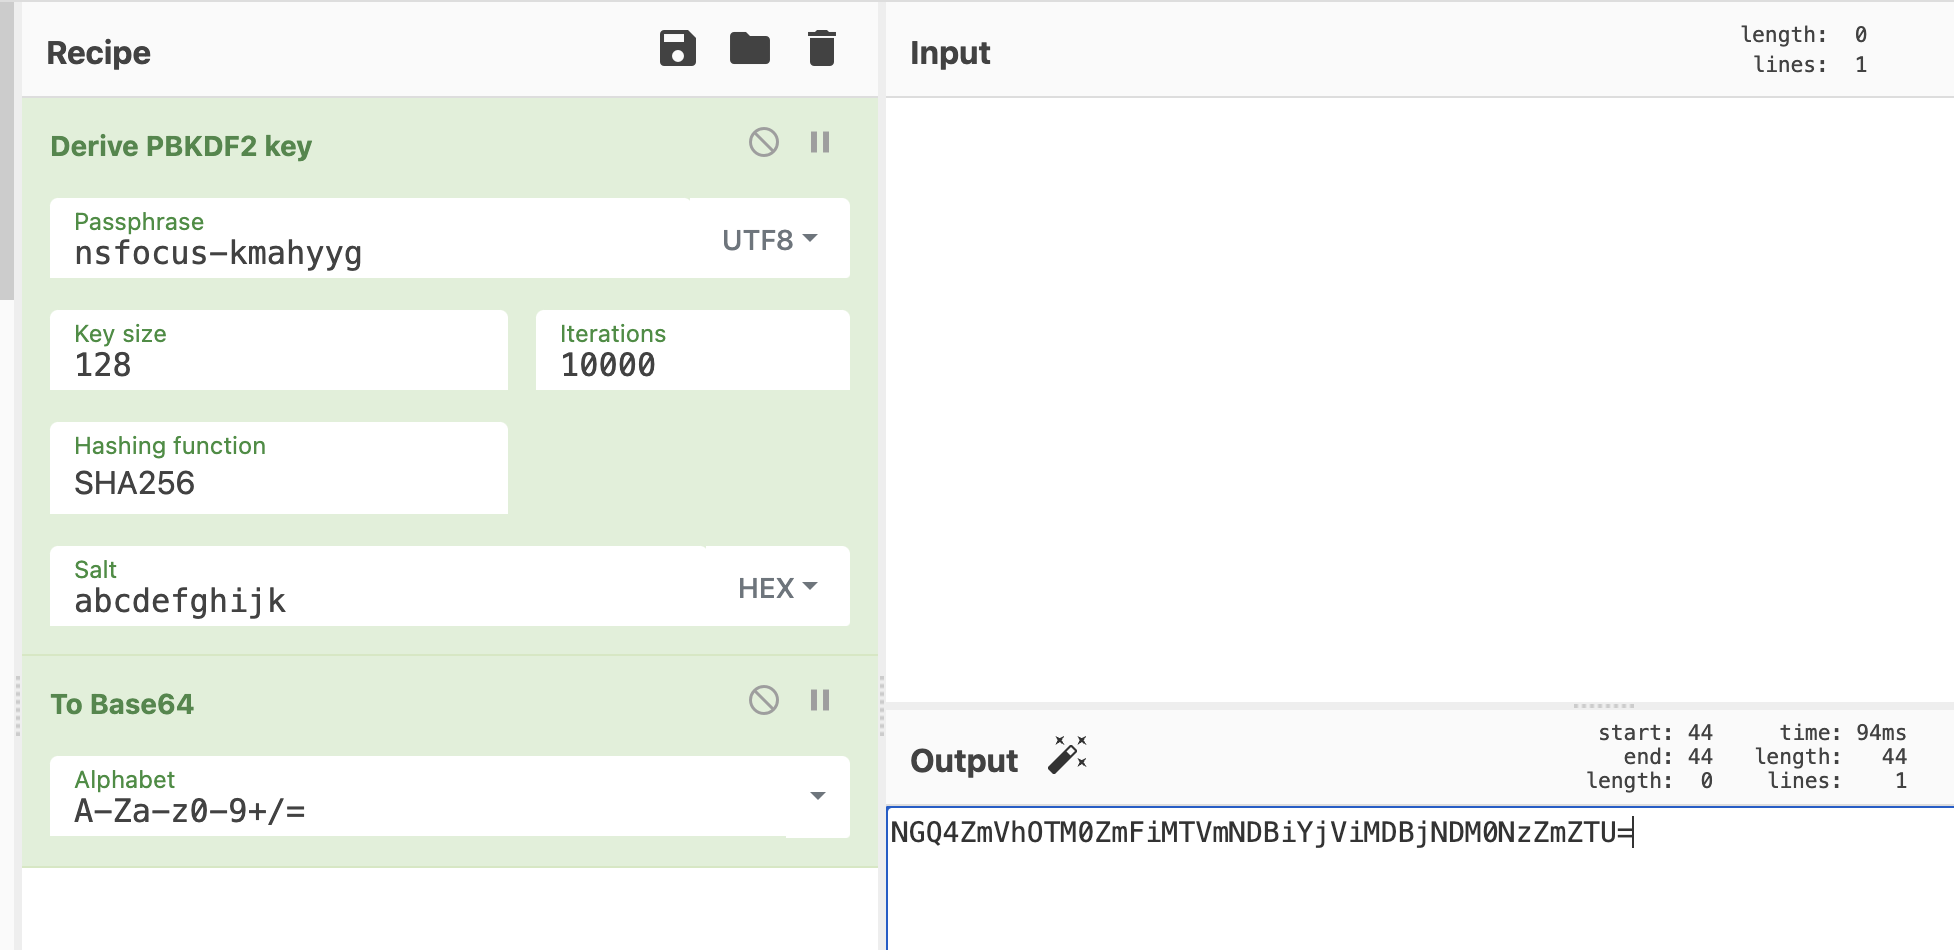 Recipe
Derive PBKDF2 key
Passphrase
nsfocus-kmahyyg
UTF8
Key size
128
Iterations
10000
Hashing function
SHA256
Salt
abcdefghijk
HEX
To Base64
Alphabet
A-Za-z0-9+/=
Input
length: 0
lines: 1
Output
start: 44
end: 44
length: 0
time: 94ms
length: 44
lines: 1
NGQ4ZmVhOTM0ZmFiMTVmNDBiYjViMDBjNDM0NzZmZTU=